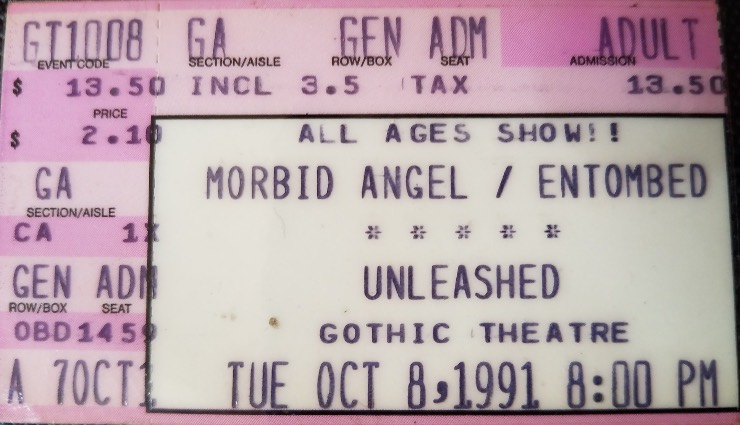 GT1008 GA GEN ADM ADULT
EVENT CODE SECTION/AISLE ROW/BOX SEAT ADMISSION
$ 13.50 INCL 3.5 TAX 13.50
PRICE
$ 2.10
GA
SECTION/AISLE
CA 1X
GEN ADM
ROW/BOX SEAT
OBD1459
A 7OCT1
ALL AGES SHOW!!
MORBID ANGEL / ENTOMBED
* * * * *
UNLEASHED
GOTHIC THEATRE
TUE OCT 8,1991 8:00 PM